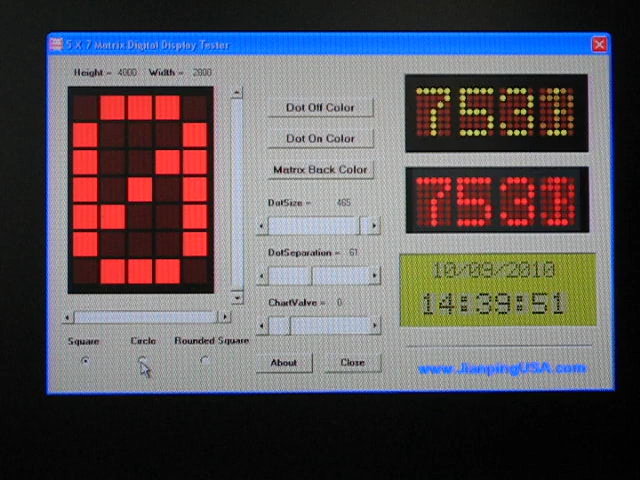 5 X 7 Matrix Digital Display Tester
Height = 4000 Width = 2800
0
Square Circle Rounded Square
Dot Off Color
Dot On Color
Matrix Back Color
DotSize = 465
DotSeparation = 61
ChartValve = 0
About Close
10/09/2010
14:39:51
www.JianpingUSA.com